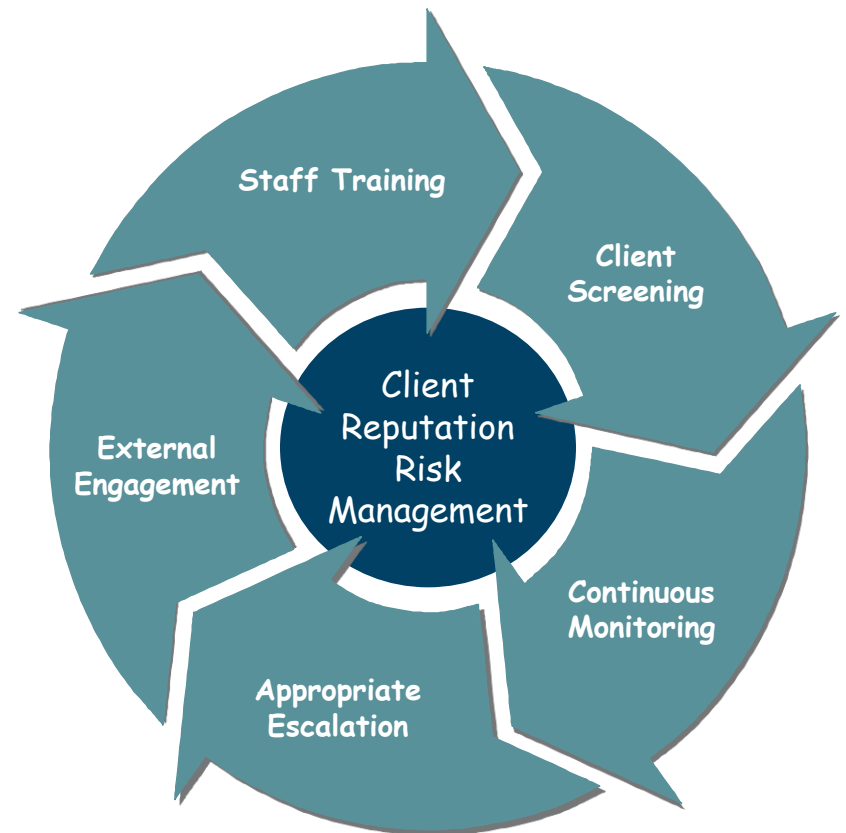 Staff Training
Client
Screening
Continuous
Monitoring
Appropriate
Escalation
External
Engagement
Client
Reputation
Risk
Management